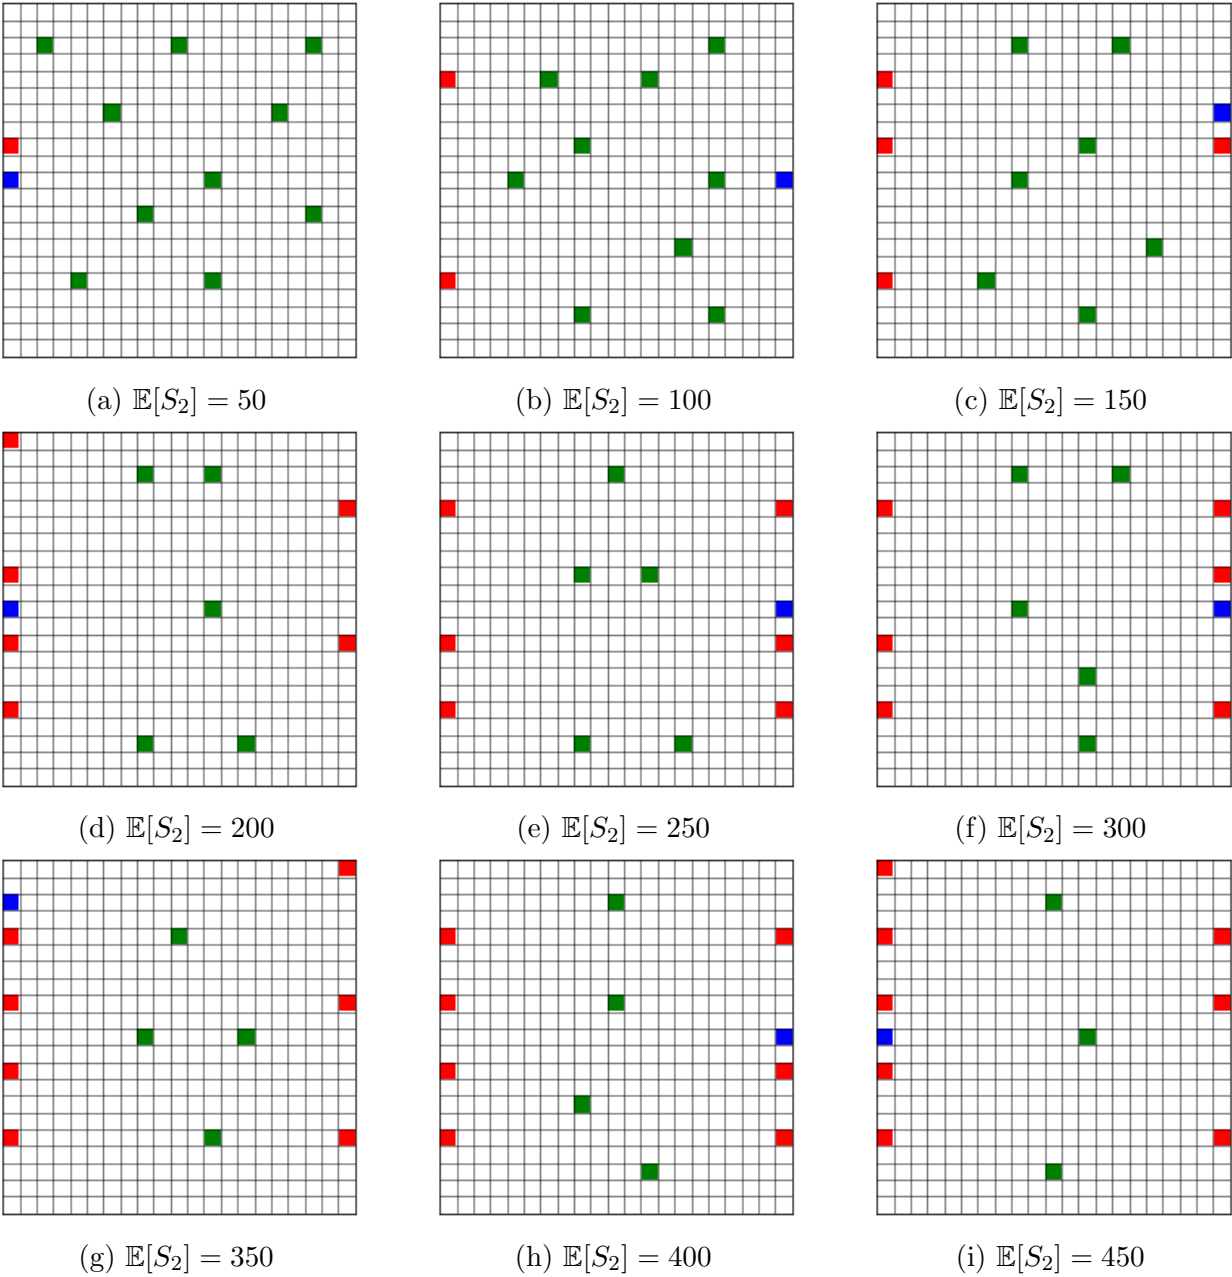 (a) 𝔼[S₂] = 50
(b) 𝔼[S₂] = 100
(c) 𝔼[S₂] = 150
(d) 𝔼[S₂] = 200
(e) 𝔼[S₂] = 250
(f) 𝔼[S₂] = 300
(g) 𝔼[S₂] = 350
(h) 𝔼[S₂] = 400
(i) 𝔼[S₂] = 450